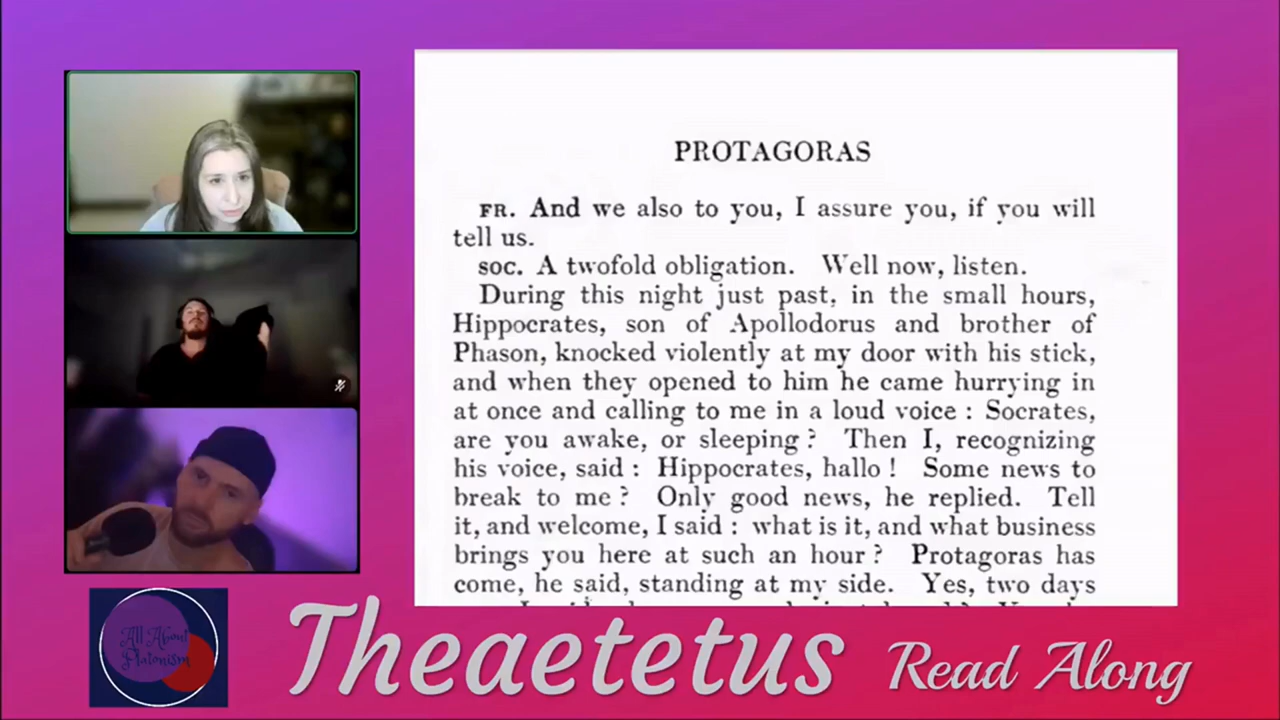 PROTAGORAS
FR. And we also to you, I assure you, if you will
tell us.
SOC. A twofold obligation. Well now, listen.
During this night just past, in the small hours,
Hippocrates, son of Apollodorus and brother of
Phason, knocked violently at my door with his stick,
and when they opened to him he came hurrying in
at once and calling to me in a loud voice : Socrates,
are you awake, or sleeping ? Then I, recognizing
his voice, said : Hippocrates, hallo ! Some news to
break to me ? Only good news, he replied. Tell
it, and welcome, I said : what is it, and what business
brings you here at such an hour ? Protagoras has
come, he said, standing at my side. Yes, two days
All About
Platonism
Theaetetus Read Along